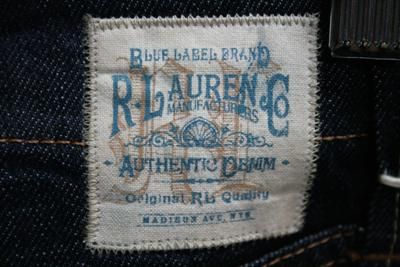 BLUE LABEL BRAND
R·LAUREN & Co
MANUFACTURERS
·AUTHENTIC DENIM·
Original RL Quality
MADISON AVE, NYC